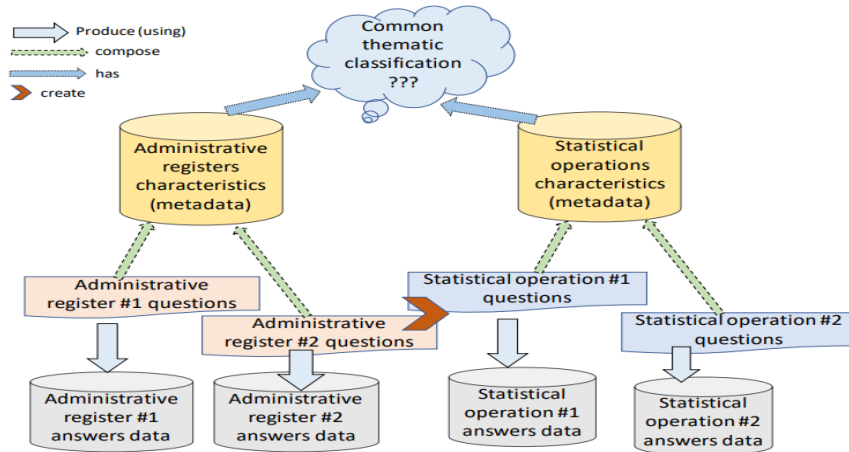 Produce (using)
compose
has
create
Common
thematic
classification
???
Administrative
registers
characteristics
(metadata)
Statistical
operations
characteristics
(metadata)
Administrative
register #1 questions
Administrative
register #2 questions
Statistical operation #1
questions
Statistical operation #2
questions
Administrative
register #1
answers data
Administrative
register #2
answers data
Statistical
operation #1
answers data
Statistical
operation #2
answers data